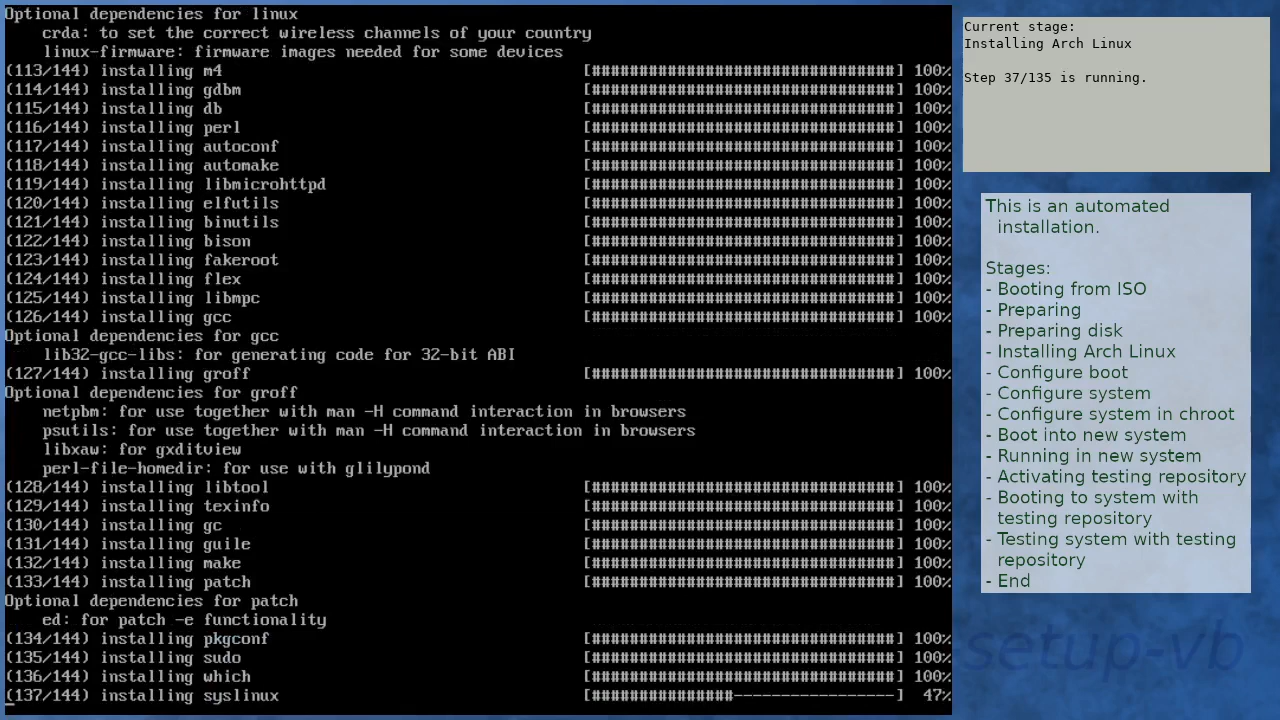 Optional dependencies for linux
crda: to set the correct wireless channels of your country
linux-firmware: firmware images needed for some devices
(113/144) installing m4 [################################] 100%
(114/144) installing gdbm [################################] 100%
(115/144) installing db [################################] 100%
(116/144) installing perl [################################] 100%
(117/144) installing autoconf [################################] 100%
(118/144) installing automake [################################] 100%
(119/144) installing libmicrohttpd [################################] 100%
(120/144) installing elfutils [################################] 100%
(121/144) installing binutils [################################] 100%
(122/144) installing bison [################################] 100%
(123/144) installing fakeroot [################################] 100%
(124/144) installing flex [################################] 100%
(125/144) installing libmpc [################################] 100%
(126/144) installing gcc [################################] 100%
Optional dependencies for gcc
lib32-gcc-libs: for generating code for 32-bit ABI
(127/144) installing groff [################################] 100%
Optional dependencies for groff
netpbm: for use together with man -H command interaction in browsers
psutils: for use together with man -H command interaction in browsers
libxaw: for gxditview
perl-file-homedir: for use with glilypond
(128/144) installing libtool [################################] 100%
(129/144) installing texinfo [################################] 100%
(130/144) installing gc [################################] 100%
(131/144) installing guile [################################] 100%
(132/144) installing make [################################] 100%
(133/144) installing patch [################################] 100%
Optional dependencies for patch
ed: for patch -e functionality
(134/144) installing pkgconf [################################] 100%
(135/144) installing sudo [################################] 100%
(136/144) installing which [################################] 100%
(137/144) installing syslinux [###############-----------------] 47%
Current stage:
Installing Arch Linux
Step 37/135 is running.
This is an automated
installation.
Stages:
- Booting from ISO
- Preparing
- Preparing disk
- Installing Arch Linux
- Configure boot
- Configure system
- Configure system in chroot
- Boot into new system
- Running in new system
- Activating testing repository
- Booting to system with
testing repository
- Testing system with testing
repository
- End
setup-vb